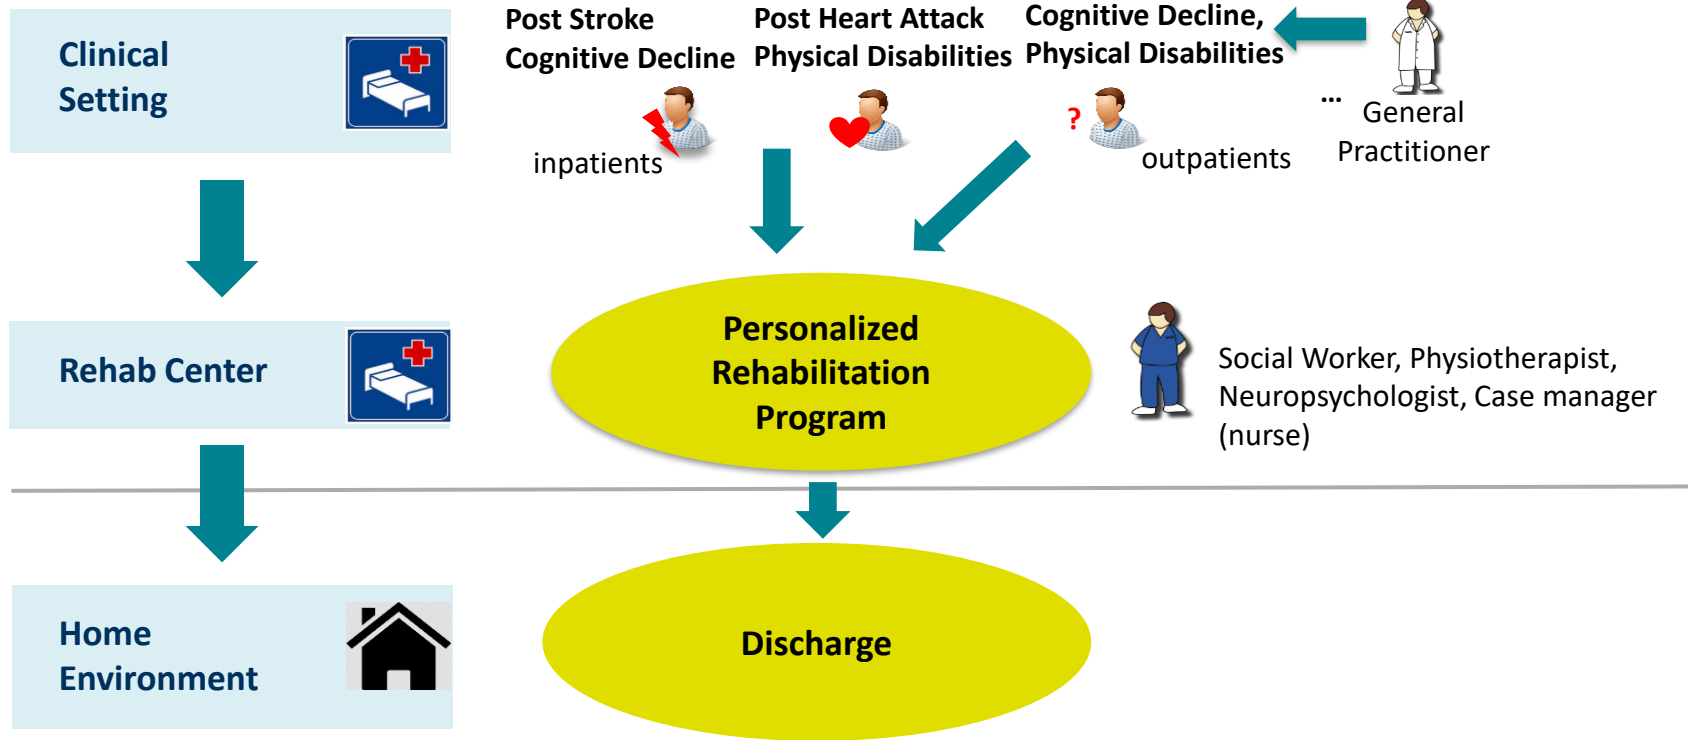 Clinical
Setting
Post Stroke
Cognitive Decline
Post Heart Attack
Physical Disabilities
Cognitive Decline,
Physical Disabilities
?
inpatients
outpatients
...
General
Practitioner
Rehab Center
Personalized
Rehabilitation
Program
Social Worker, Physiotherapist,
Neuropsychologist, Case manager
(nurse)
Home
Environment
Discharge